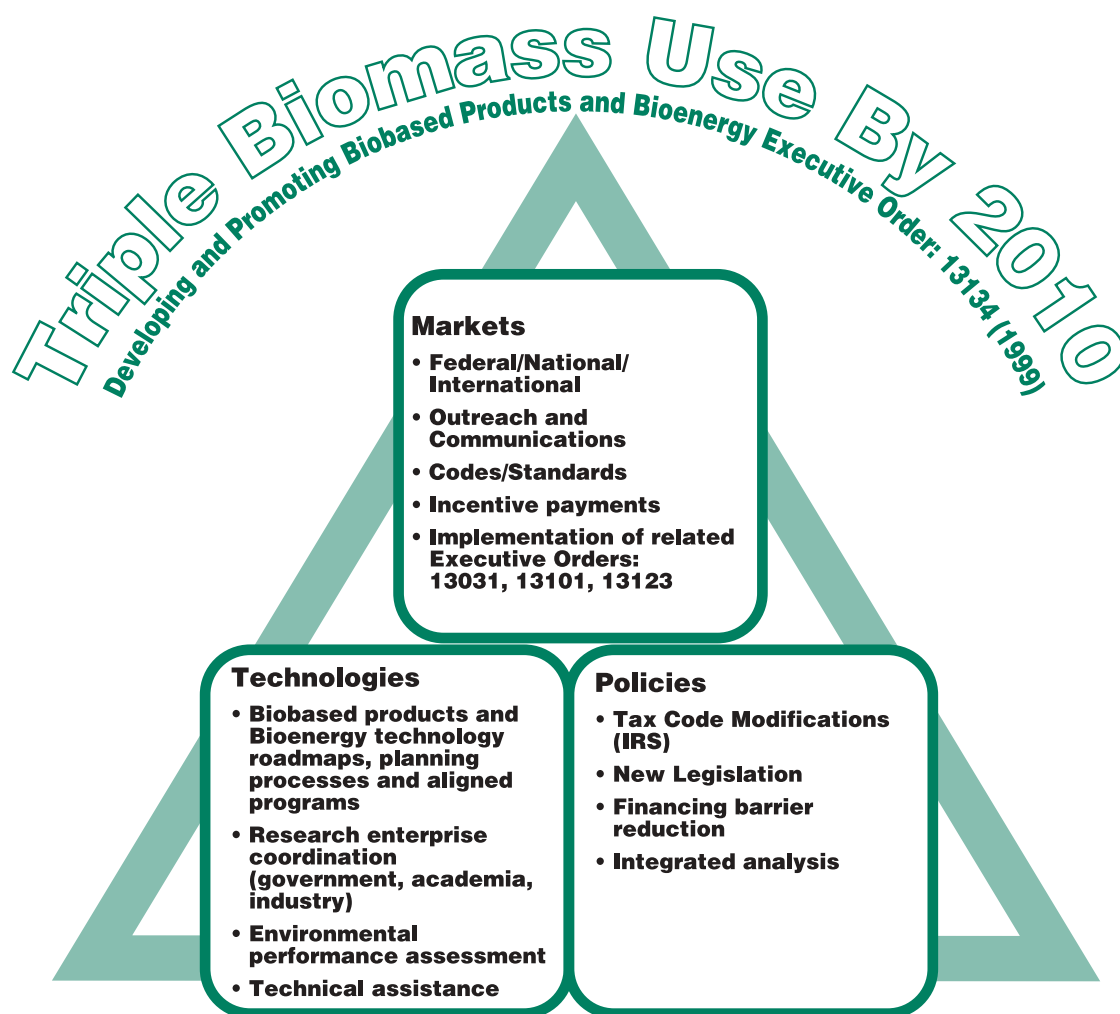 Triple Biomass Use By 2010
Developing and Promoting Biobased Products and Bioenergy Executive Order: 13134 (1999)
Markets
• Federal/National/
International
• Outreach and
Communications
• Codes/Standards
• Incentive payments
• Implementation of related
Executive Orders:
13031, 13101, 13123
Technologies
• Biobased products and
Bioenergy technology
roadmaps, planning
processes and aligned
programs
• Research enterprise
coordination
(government, academia,
industry)
• Environmental
performance assessment
• Technical assistance
Policies
• Tax Code Modifications
(IRS)
• New Legislation
• Financing barrier
reduction
• Integrated analysis